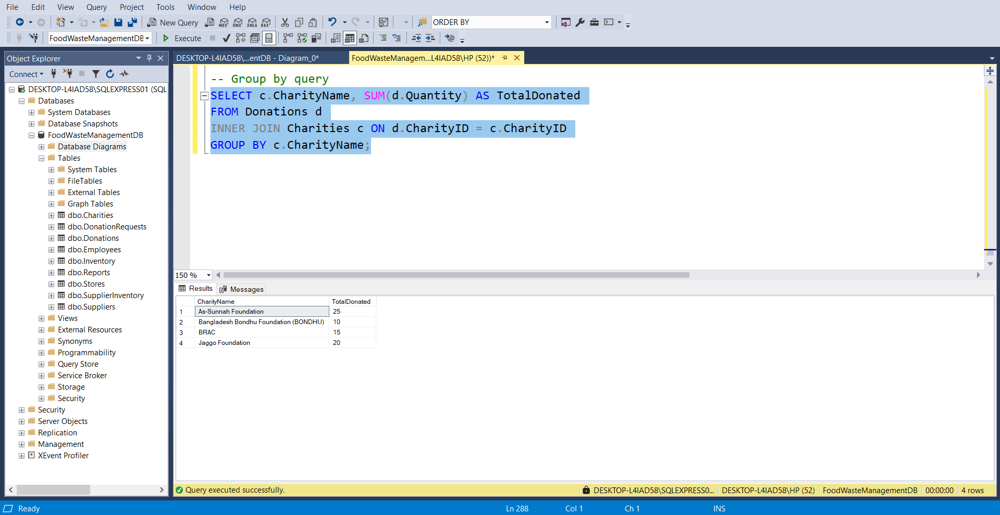 File Edit View Query Project Tools Window Help
New Query MDX DMX XMLA DAX ORDER BY
FoodWasteManagementDB Execute
Object Explorer
Connect
DESKTOP-L4IAD58\SQLEXPRESS01 (SQL
Databases
System Databases
Database Snapshots
FoodWasteManagementDB
Database Diagrams
Tables
System Tables
FileTables
External Tables
Graph Tables
dbo.Charities
dbo.DonationRequests
dbo.Donations
dbo.Employees
dbo.Inventory
dbo.Reports
dbo.Stores
dbo.SupplierInventory
dbo.Suppliers
Views
External Resources
Synonyms
Programmability
Query Store
Service Broker
Storage
Security
Security
Server Objects
Replication
Management
XEvent Profiler
DESKTOP-L4IAD58\...entDB - Diagram_0* FoodWasteManagem...L4IAD58\HP (52))*
-- Group by query
SELECT c.CharityName, SUM(d.Quantity) AS TotalDonated
FROM Donations d
INNER JOIN Charities c ON d.CharityID = c.CharityID
GROUP BY c.CharityName;
150 %
Results Messages
CharityName TotalDonated
1 As-Sunnah Foundation 25
2 Bangladesh Bondhu Foundation (BONDHU) 10
3 BRAC 15
4 Jaggo Foundation 20
Query executed successfully. DESKTOP-L4IAD58\SQLEXPRESS0... DESKTOP-L4IAD58\HP (52) FoodWasteManagementDB 00:00:00 4 rows
Ready Ln 288 Col 1 Ch 1 INS